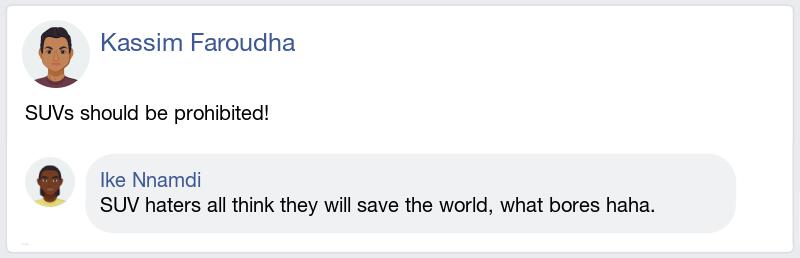 Kassim Faroudha
SUVs should be prohibited!
Ike Nnamdi
SUV haters all think they will save the world, what bores haha.